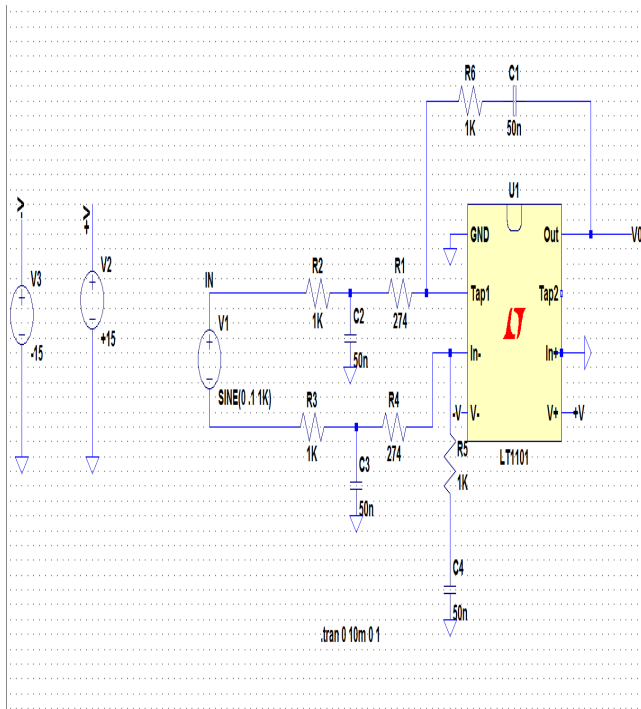 R6 C1
1K 50n
U1
-V
+V
GND Out V0
V3 V2 IN R2 R1
Tap1 Tap2
C2
V1 1K 274
50n
-15 +15 In- In+
SINE(0 .1 1K) R3 R4
-V V- V+ +V
1K C3 274 R5 LT1101
1K
50n
C4
50n
.tran 0 10m 0 1